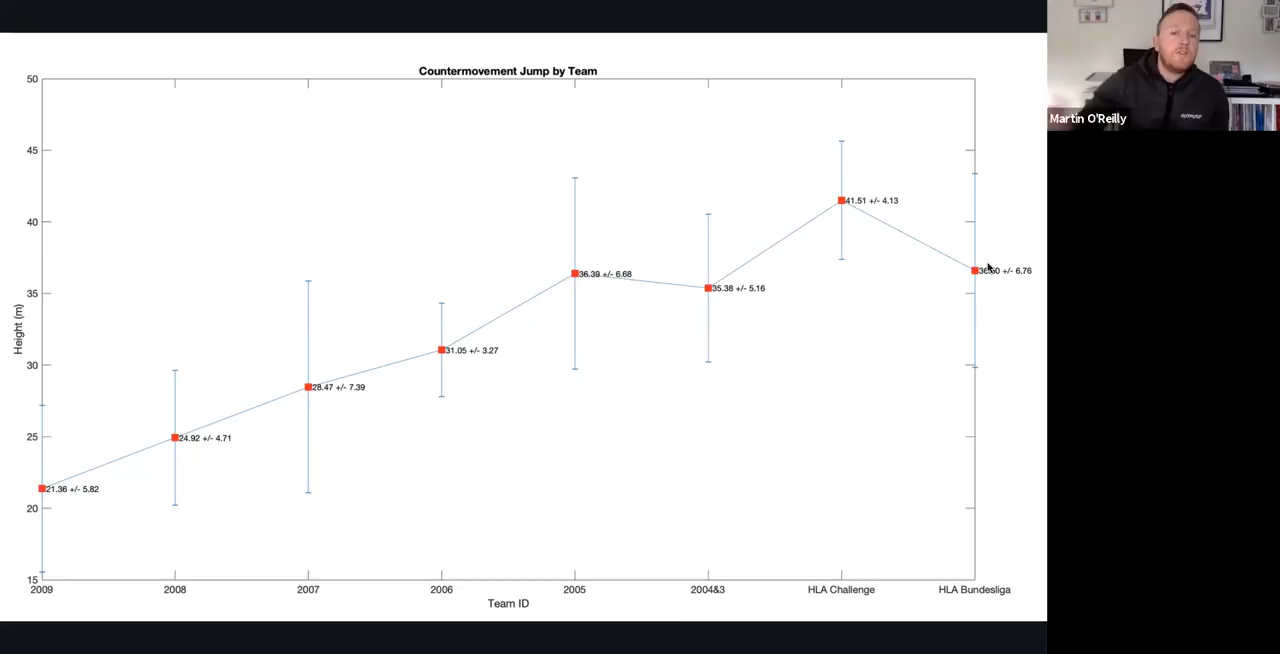 Countermovement Jump by Team
50
45
40
35
30
25
20
15
Height (m)
41.51 +/- 4.13
+/- 6.76
36.39 +/- 6.68
35.38 +/- 5.16
31.05 +/- 3.27
28.47 +/- 7.39
24.92 +/- 4.71
21.36 +/- 5.82
2009 2008 2007 2006 2005 2004&3 HLA Challenge HLA Bundesliga
Team ID
Martin O'Reilly